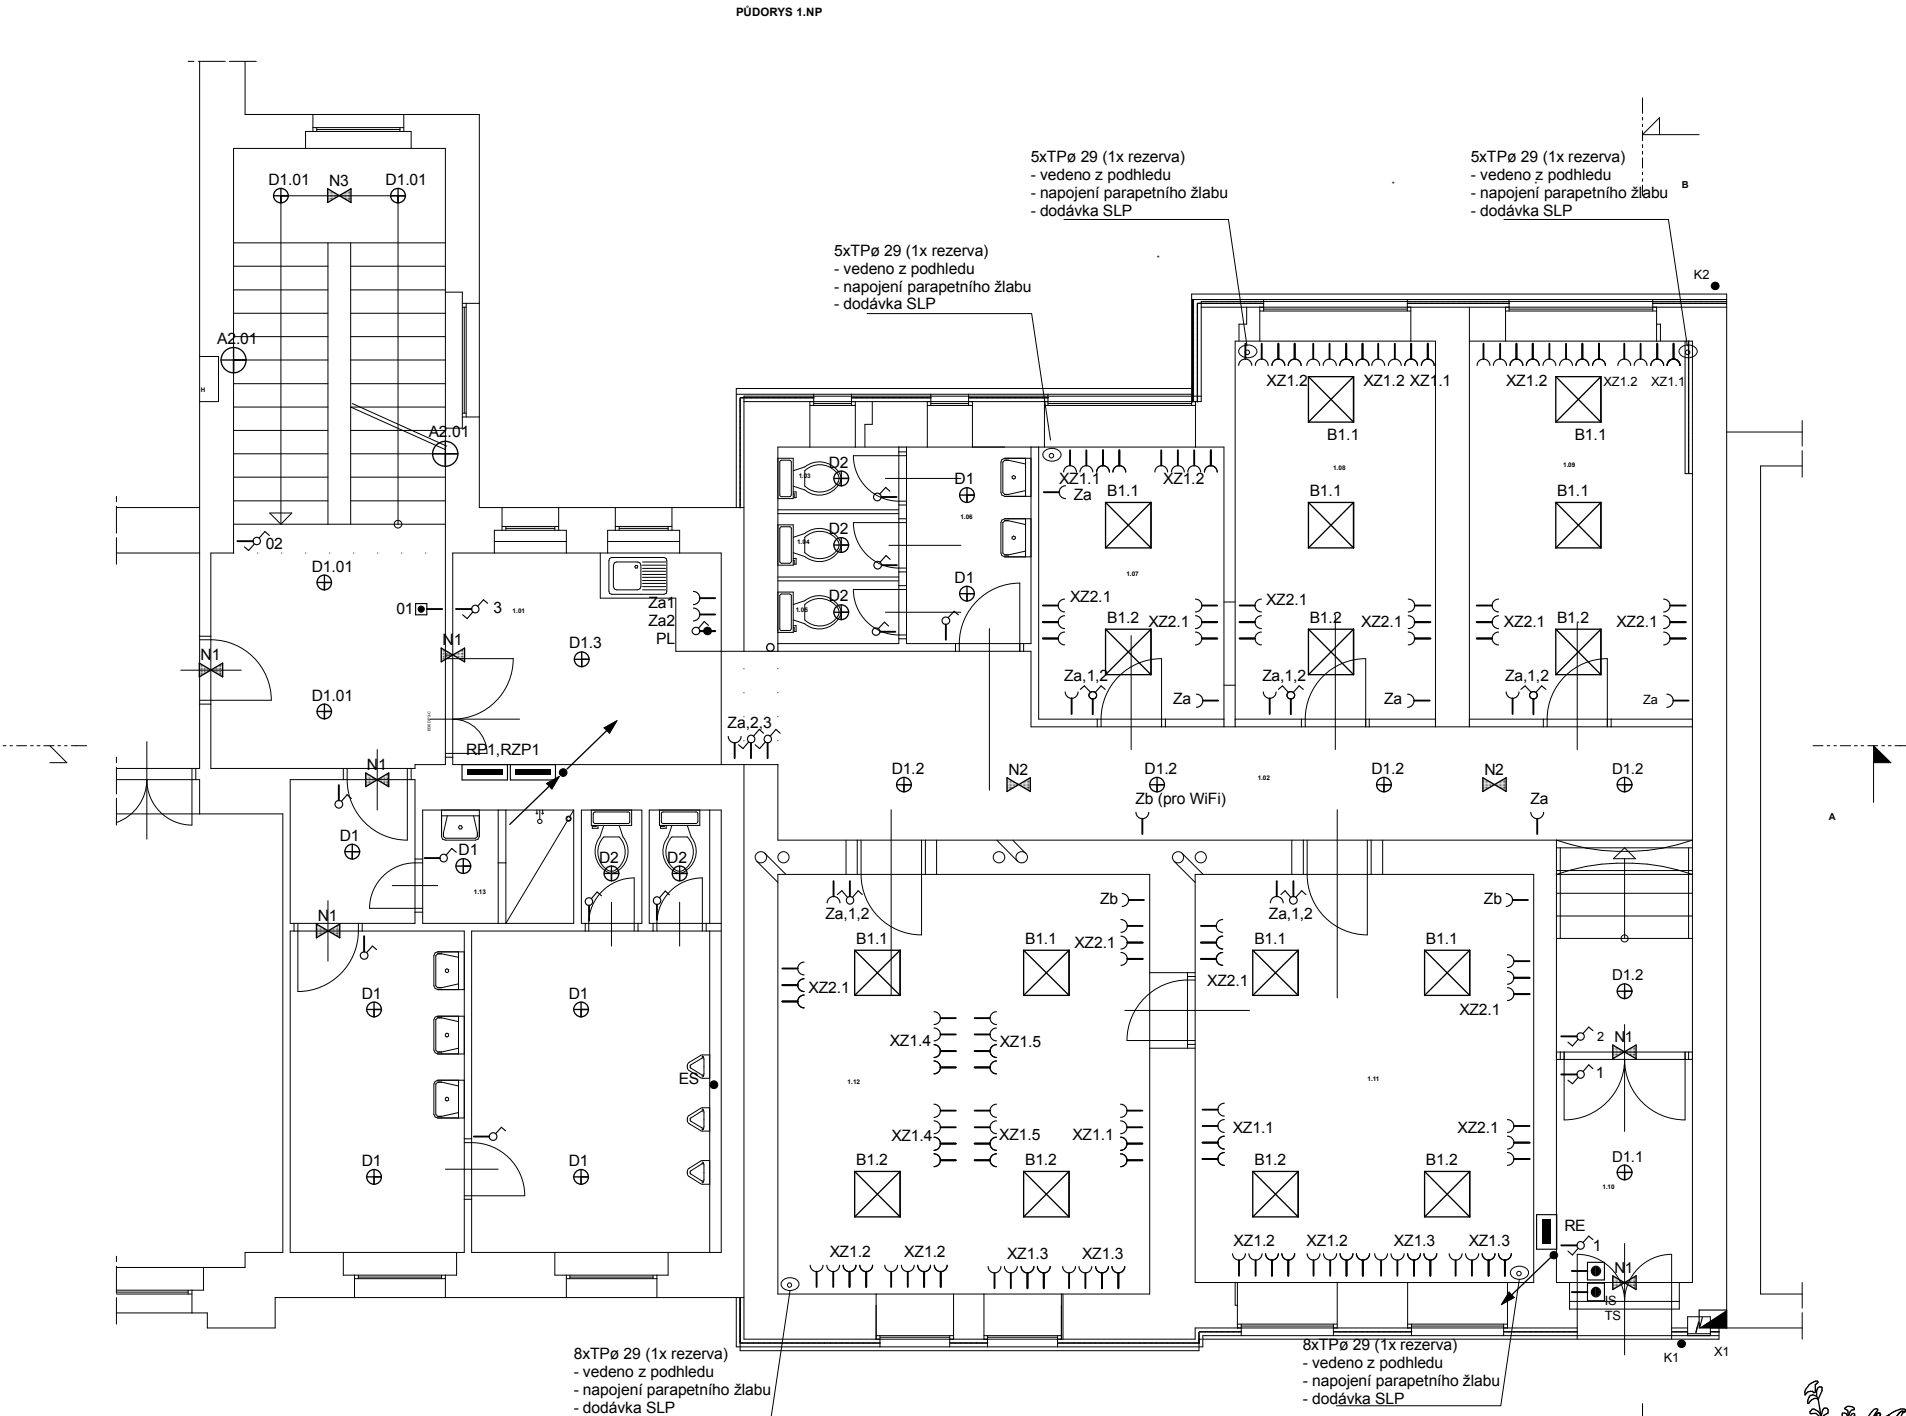 PŮDORYS 1.NP
5xTPø 29 (1x rezerva)
- vedeno z podhledu
- napojení parapetního žlabu
- dodávka SLP
5xTPø 29 (1x rezerva)
- vedeno z podhledu
- napojení parapetního žlabu
- dodávka SLP
B
D1.01 N3 D1.01
5xTPø 29 (1x rezerva)
- vedeno z podhledu
- napojení parapetního žlabu
- dodávka SLP
K2
A2.01
H
XZ1.2 XZ1.2 XZ1.1 XZ1.2 XZ1.2 XZ1.1
A2.01
B1.1 B1.1
1.08 1.09
D2 D1 XZ1.1 XZ1.2
1.03
Za B1.1 B1.1 B1.1
1.06
D2
1.04
02
D1.01
D1 1.07
D2
1.05
01 3 1.01 Za1
Za2
PL
XZ2.1 XZ2.1
B1.2 XZ2.1 B1.2 XZ2.1 XZ2.1 B1.2 XZ2.1
N1 N1 D1.3
Za,1,2 Za Za,1,2 Za Za,1,2 Za
D1.01
Za,2,3
RP1,RZP1
N1
D1.2 N2 D1.2 1.02 D1.2 N2 D1.2
Zb (pro WiFi) Za
A
D1 D1 D2 D2
1.13
Za,1,2 Zb Za,1,2 Zb
N1
B1.1 B1.1 XZ2.1 B1.1 B1.1
XZ2.1 XZ2.1 D1.2
D1 D1
XZ2.1
XZ1.4 XZ1.5
2 N1
ES 1.12 1.11 1
XZ1.4 XZ1.5 XZ1.1 XZ1.1 XZ2.1
D1 D1 B1.2 B1.2 B1.2 B1.2 D1.1
1.10
RE
XZ1.2 XZ1.2 XZ1.3 XZ1.3 XZ1.2 XZ1.2 XZ1.3 XZ1.3 1
N1
IS
TS
K1 X1
8xTPø 29 (1x rezerva)
- vedeno z podhledu
- napojení parapetního žlabu
- dodávka SLP
8xTPø 29 (1x rezerva)
- vedeno z podhledu
- napojení parapetního žlabu
- dodávka SLP